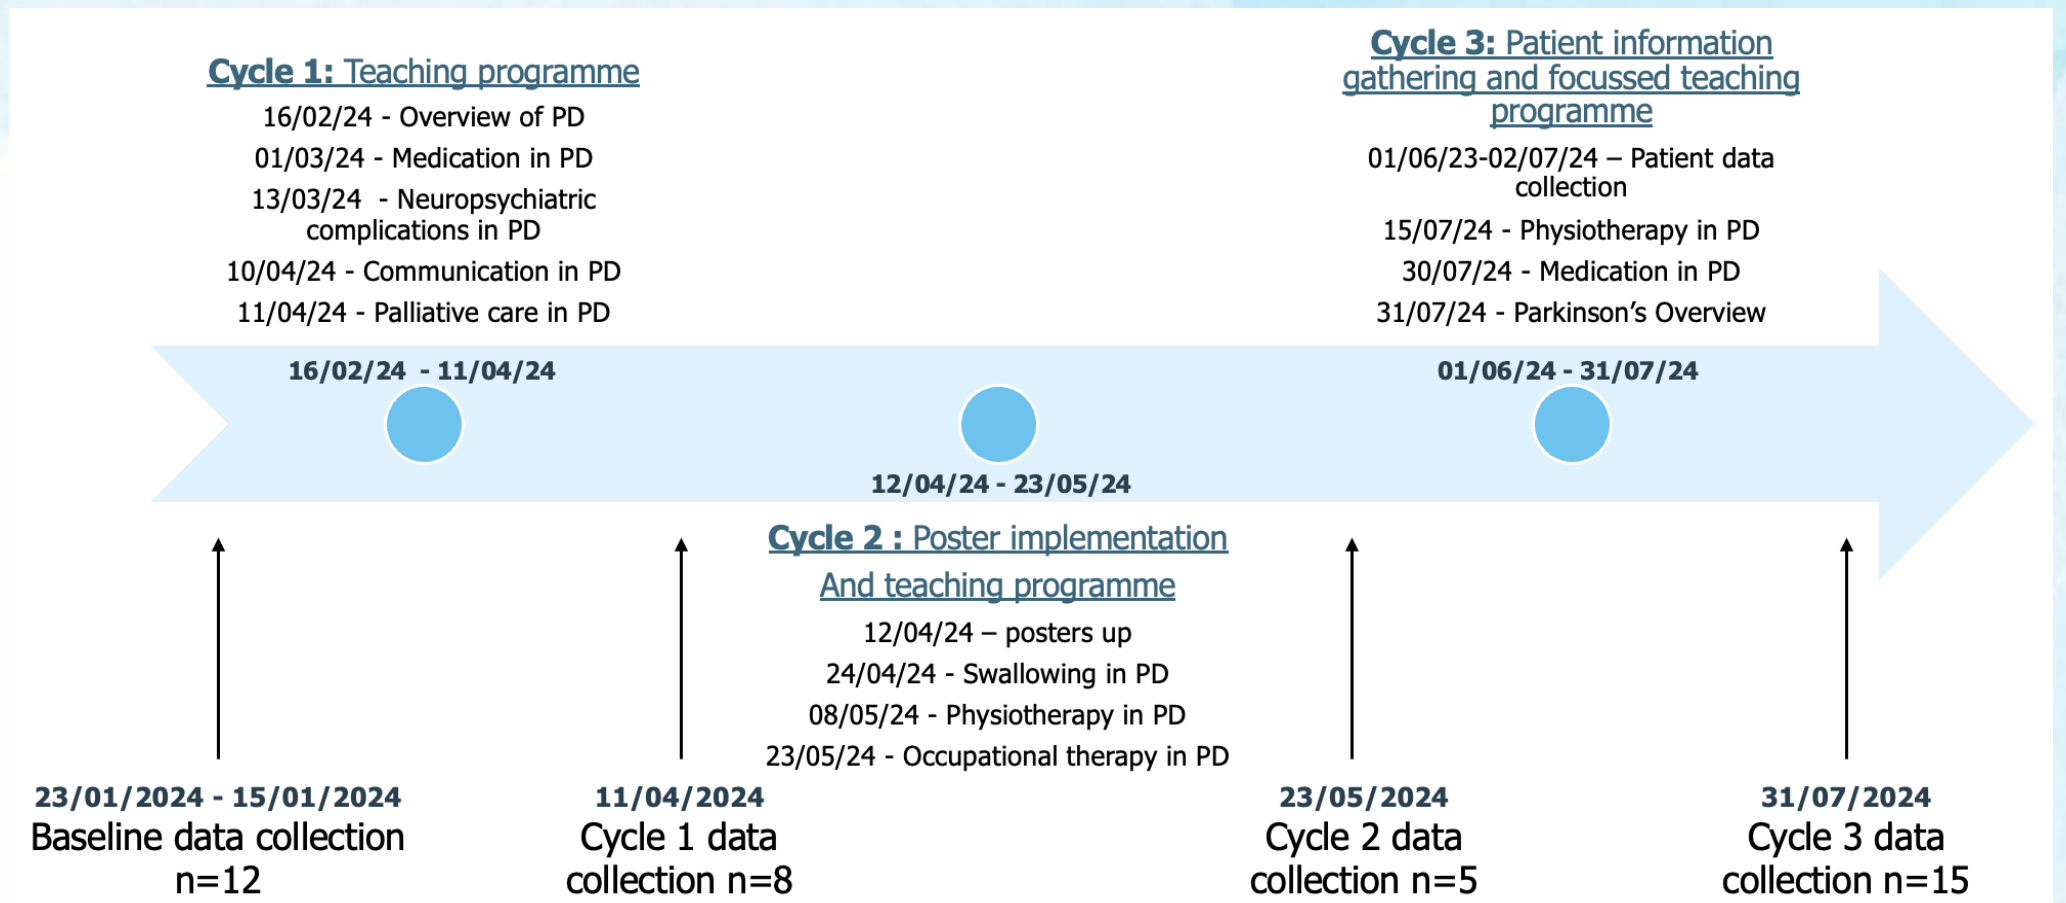 Cycle 1: Teaching programme
16/02/24 - Overview of PD
01/03/24 - Medication in PD
13/03/24  - Neuropsychiatric
complications in PD
10/04/24 - Communication in PD
11/04/24 - Palliative care in PD
16/02/24  - 11/04/24
Cycle 3: Patient information
gathering and focussed teaching
programme
01/06/23-02/07/24 – Patient data
collection
15/07/24 - Physiotherapy in PD
30/07/24 - Medication in PD
31/07/24 - Parkinson’s Overview
01/06/24 - 31/07/24
12/04/24 - 23/05/24
Cycle 2 : Poster implementation
And teaching programme
12/04/24 – posters up
24/04/24 - Swallowing in PD
08/05/24 - Physiotherapy in PD
23/05/24 - Occupational therapy in PD
23/01/2024 - 15/01/2024
Baseline data collection
n=12
11/04/2024
Cycle 1 data
collection n=8
23/05/2024
Cycle 2 data
collection n=5
31/07/2024
Cycle 3 data
collection n=15